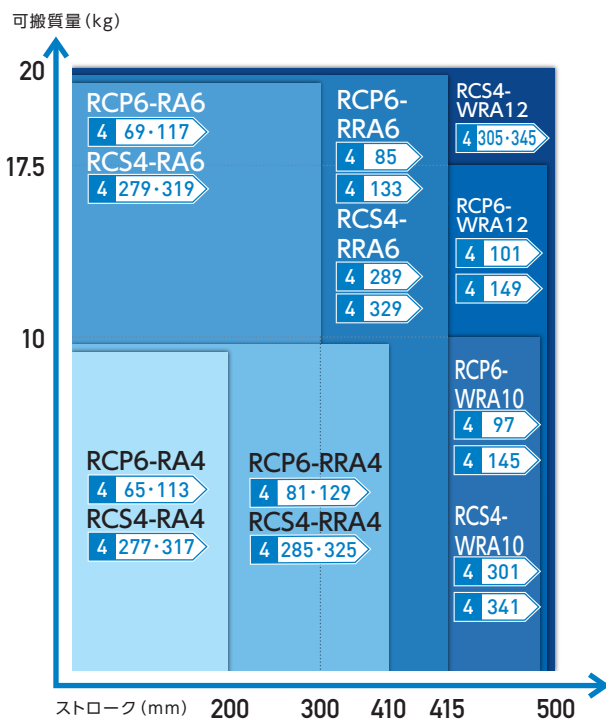 可搬質量(kg)
20
17.5
10
RCP6-RA6
4 69・117
RCS4-RA6
4 279・319
RCP6-
RRA6
4 85
4 133
RCS4-
RRA6
4 289
4 329
RCS4-
WRA12
4 305・345
RCP6-
WRA12
4 101
4 149
RCP6-RA4
4 65・113
RCS4-RA4
4 277・317
RCP6-RRA4
4 81・129
RCS4-RRA4
4 285・325
RCP6-
WRA10
4 97
4 145
RCS4-
WRA10
4 301
4 341
ストローク(mm) 200 300 410 415 500